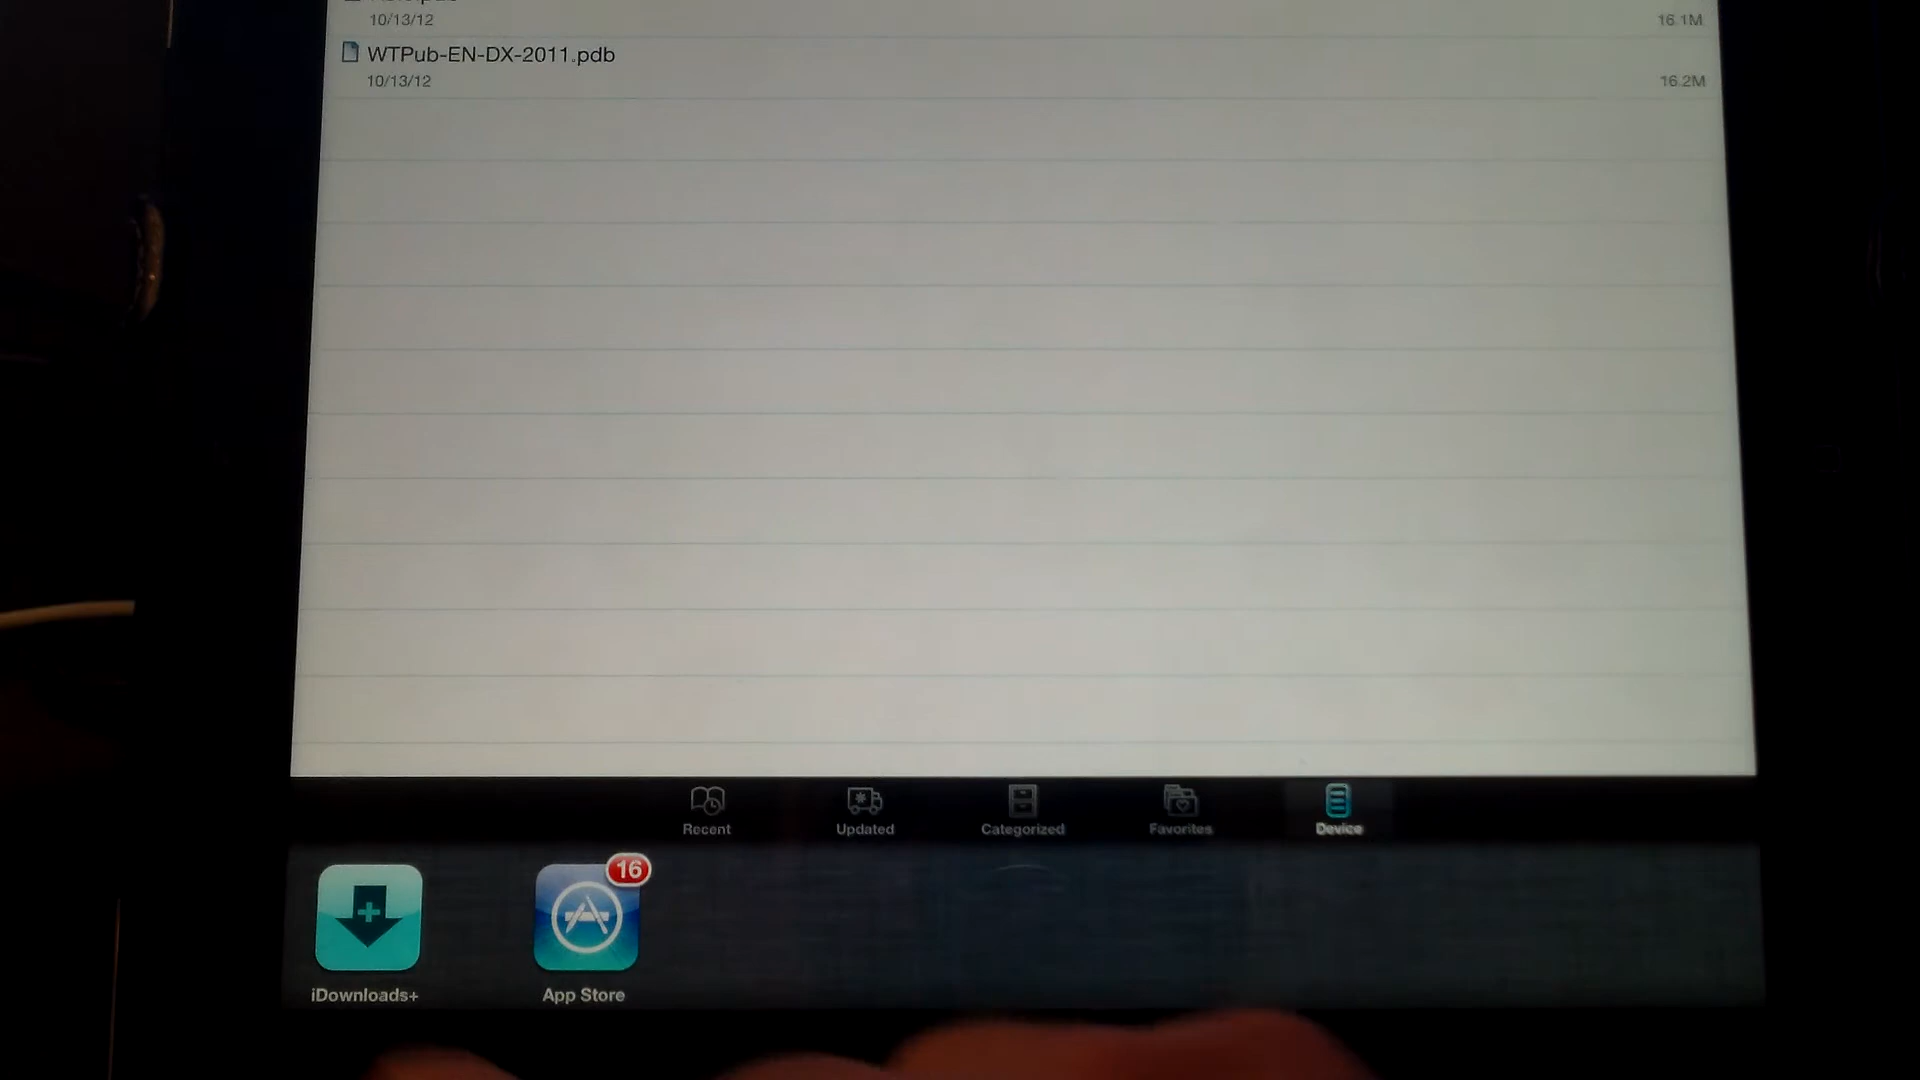 10/13/12
16.1M
WTPub-EN-DX-2011.pdb
10/13/12
16.2M
Recent
Updated
Categorized
Favorites
Device
16
iDownloads+
App Store